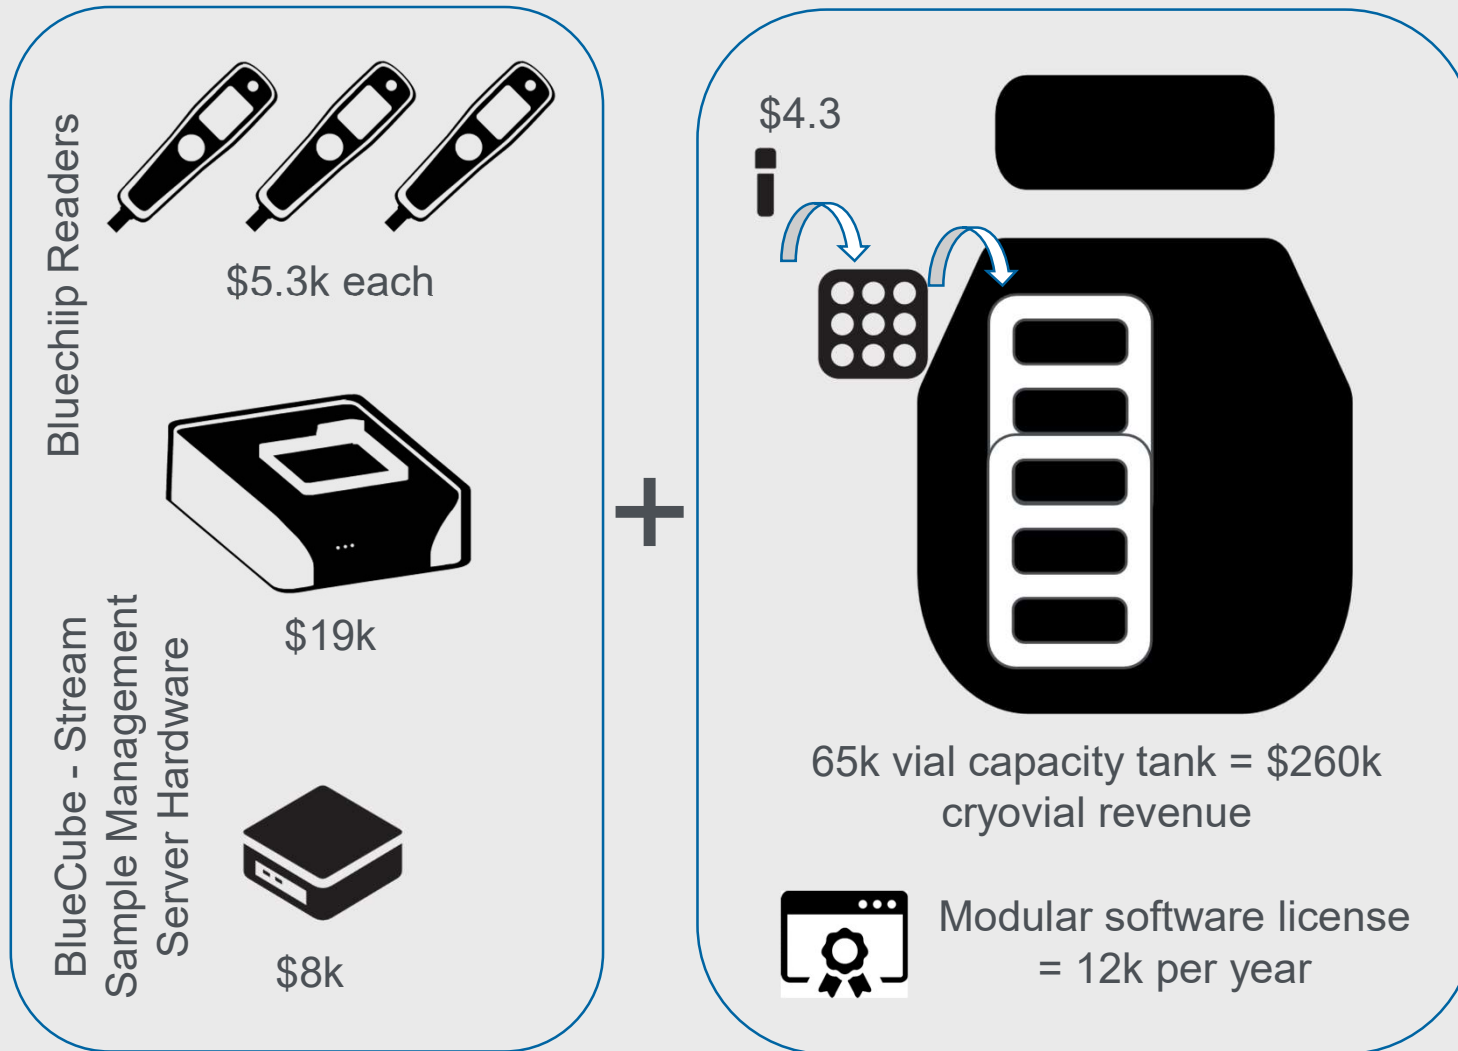 Bluechiip Readers
$5.3k each
$19k
BlueCube - Stream
Sample Management
Server Hardware
$8k
+
$4.3
65k vial capacity tank = $260k
cryovial revenue
Modular software license
= 12k per year